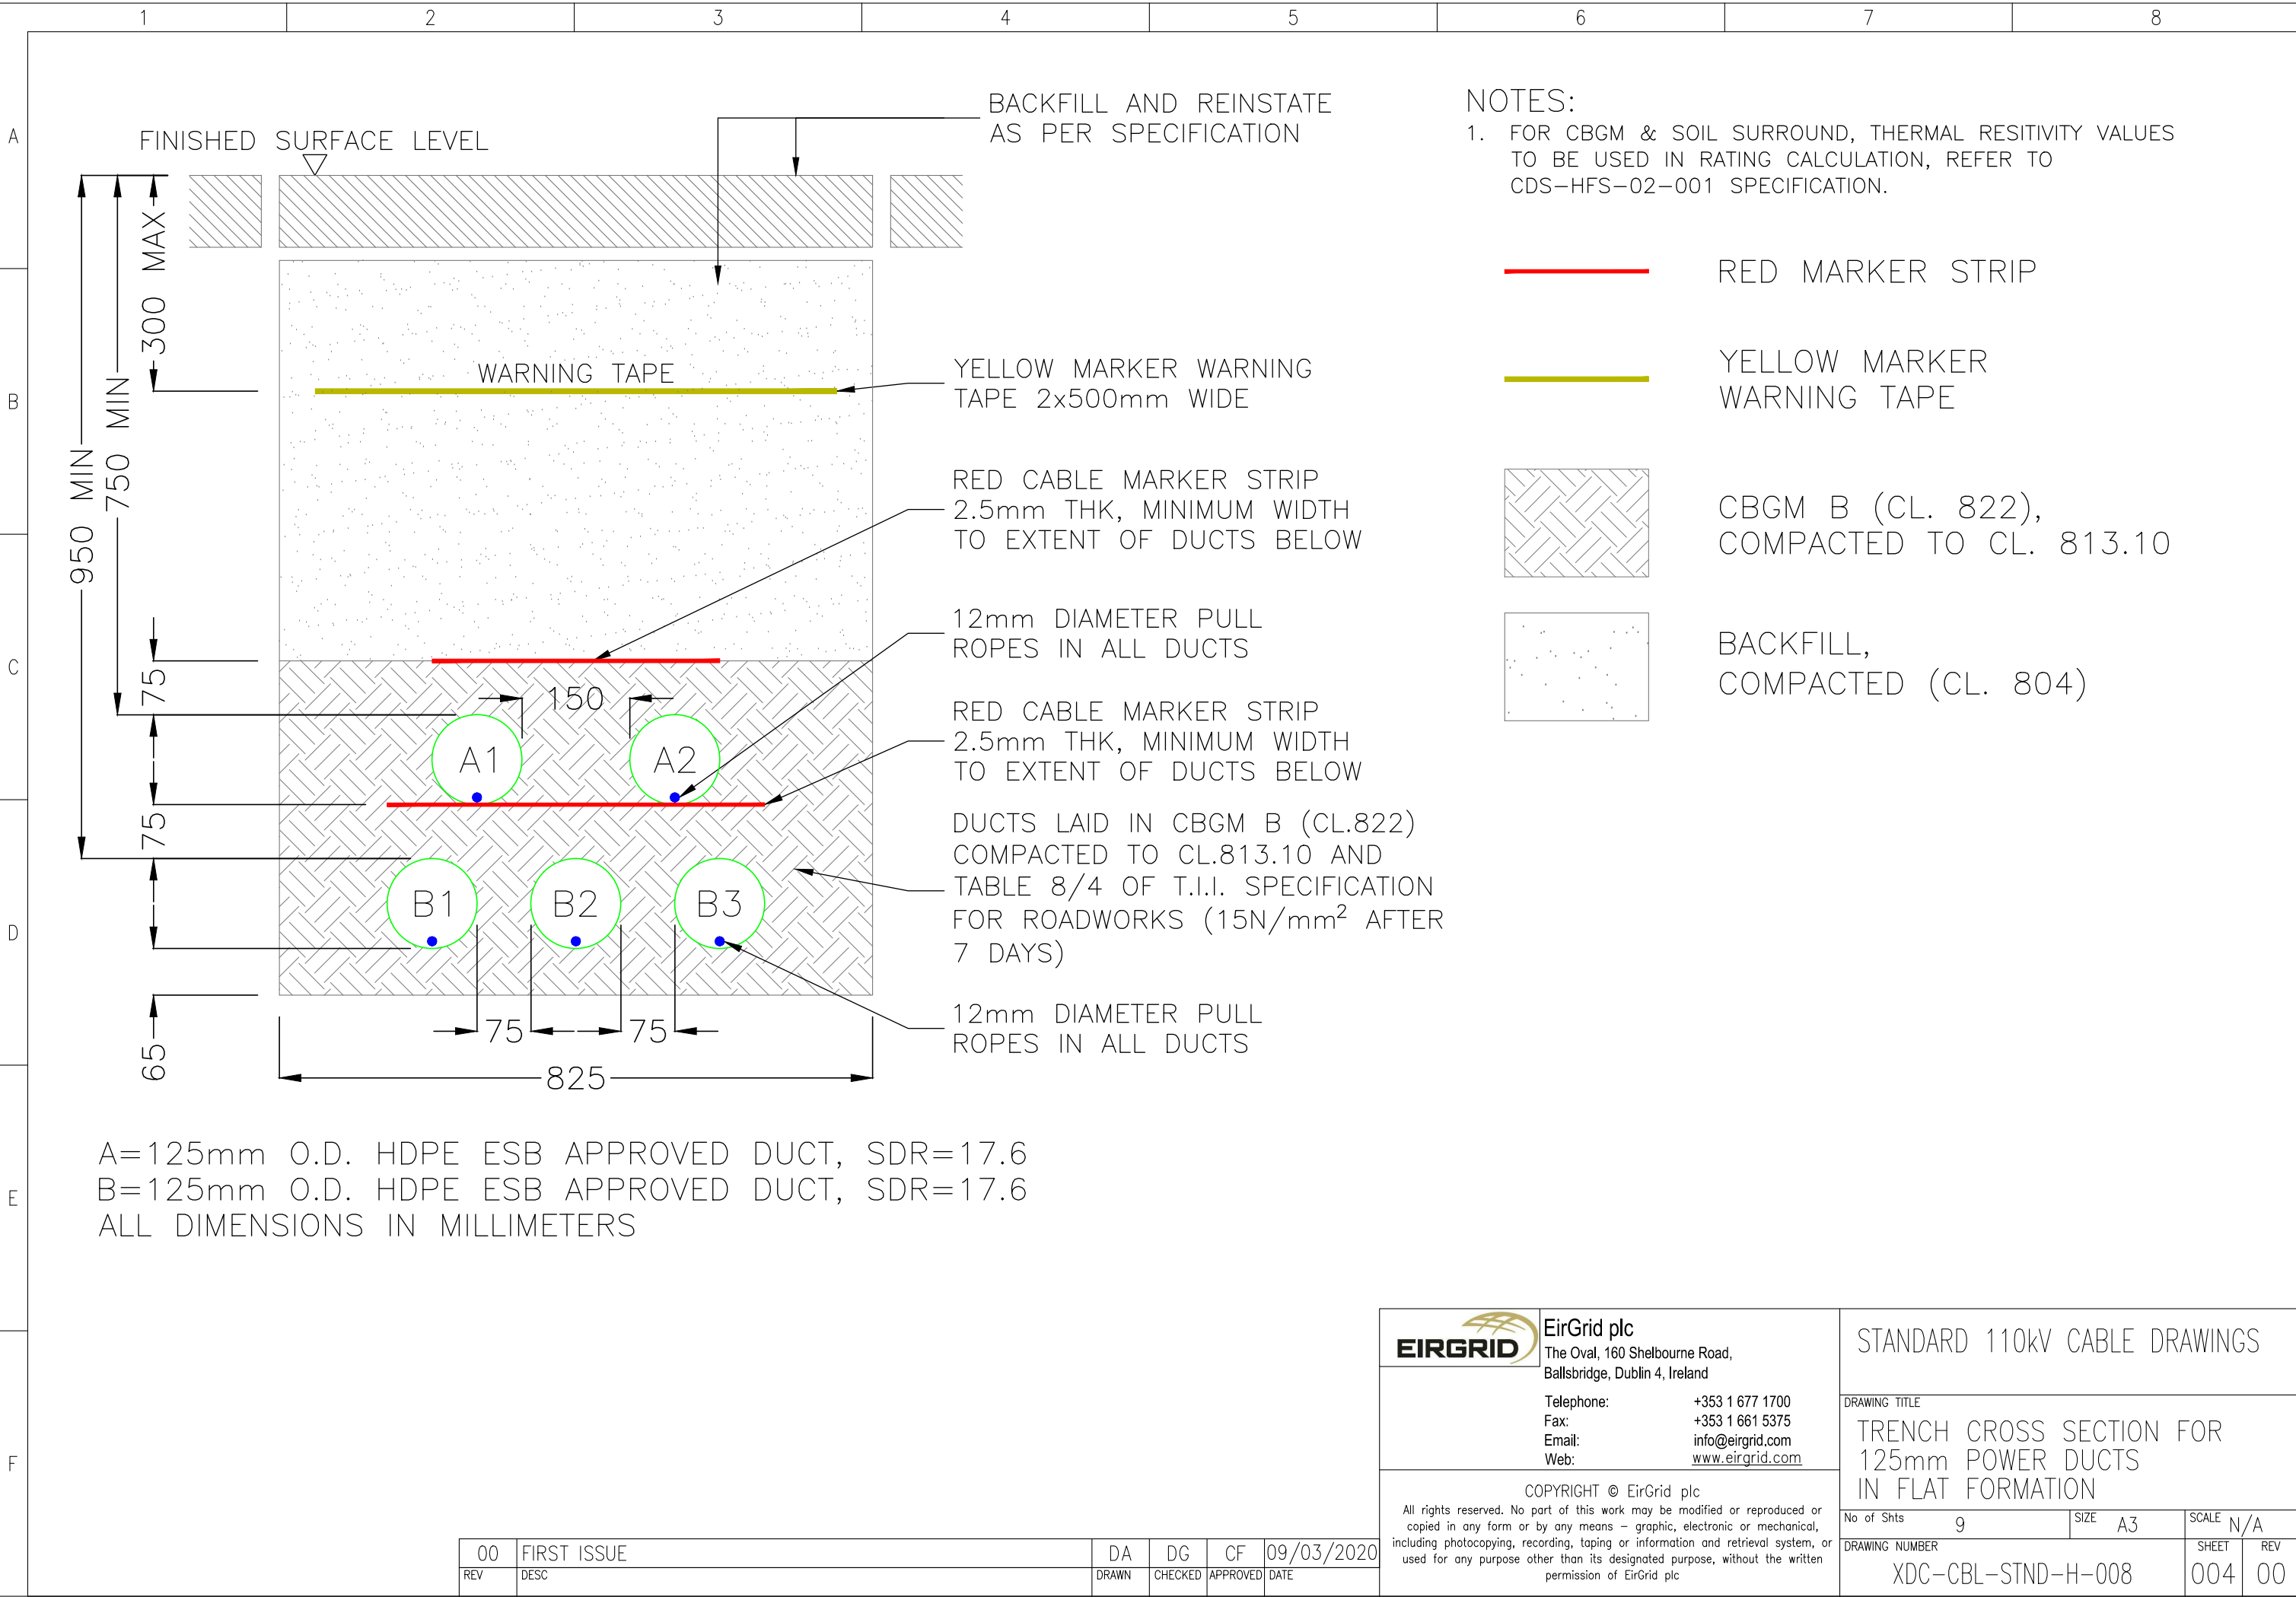 1 2 3 4 5 6 7 8
A
B
C
D
E
F
FINISHED SURFACE LEVEL
BACKFILL AND REINSTATE
AS PER SPECIFICATION
300 MAX
750 MIN
950 MIN
WARNING TAPE
YELLOW MARKER WARNING
TAPE 2x500mm WIDE
RED CABLE MARKER STRIP
2.5mm THK, MINIMUM WIDTH
TO EXTENT OF DUCTS BELOW
12mm DIAMETER PULL
ROPES IN ALL DUCTS
75
150
A1 A2
RED CABLE MARKER STRIP
2.5mm THK, MINIMUM WIDTH
TO EXTENT OF DUCTS BELOW
75
B1 B2 B3
DUCTS LAID IN CBGM B (CL.822)
COMPACTED TO CL.813.10 AND
TABLE 8/4 OF T.I.I. SPECIFICATION
FOR ROADWORKS (15N/mm² AFTER
7 DAYS)
12mm DIAMETER PULL
ROPES IN ALL DUCTS
75 75
65
825
A=125mm O.D. HDPE ESB APPROVED DUCT, SDR=17.6
B=125mm O.D. HDPE ESB APPROVED DUCT, SDR=17.6
ALL DIMENSIONS IN MILLIMETERS
NOTES:
1. FOR CBGM & SOIL SURROUND, THERMAL RESITIVITY VALUES
TO BE USED IN RATING CALCULATION, REFER TO
CDS-HFS-02-001 SPECIFICATION.
RED MARKER STRIP
YELLOW MARKER
WARNING TAPE
CBGM B (CL. 822),
COMPACTED TO CL. 813.10
BACKFILL,
COMPACTED (CL. 804)
00 FIRST ISSUE DA DG CF 09/03/2020
REV DESC DRAWN CHECKED APPROVED DATE
EIRGRID
EirGrid plc
The Oval, 160 Shelbourne Road,
Ballsbridge, Dublin 4, Ireland
Telephone: +353 1 677 1700
Fax: +353 1 661 5375
Email: info@eirgrid.com
Web: www.eirgrid.com
COPYRIGHT © EirGrid plc
All rights reserved. No part of this work may be modified or reproduced or
copied in any form or by any means – graphic, electronic or mechanical,
including photocopying, recording, taping or information and retrieval system, or
used for any purpose other than its designated purpose, without the written
permission of EirGrid plc
STANDARD 110kV CABLE DRAWINGS
DRAWING TITLE
TRENCH CROSS SECTION FOR
125mm POWER DUCTS
IN FLAT FORMATION
No of Shts 9 SIZE A3 SCALE N/A
DRAWING NUMBER SHEET REV
XDC-CBL-STND-H-008 004 00